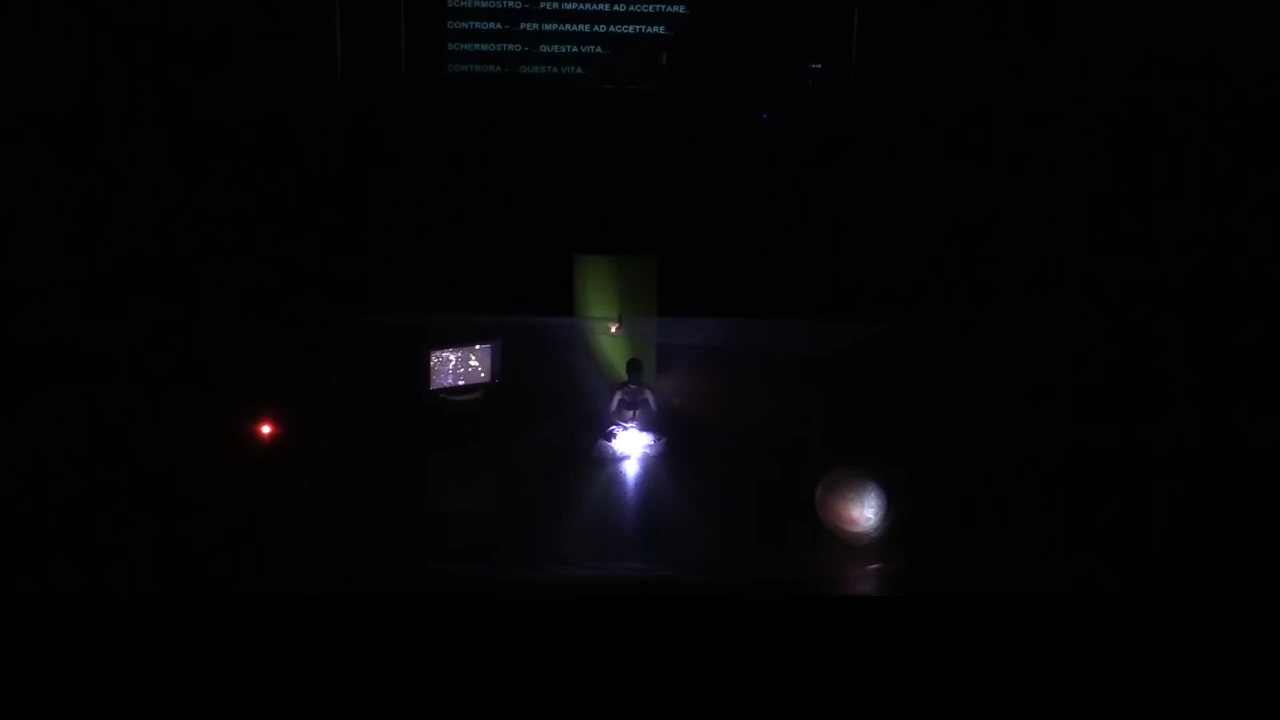 SCHERMOSTRO – ...PER IMPARARE AD ACCETTARE...
CONTRORA – ...PER IMPARARE AD ACCETTARE...
SCHERMOSTRO – ...QUESTA VITA...
CONTRORA – ...QUESTA VITA...